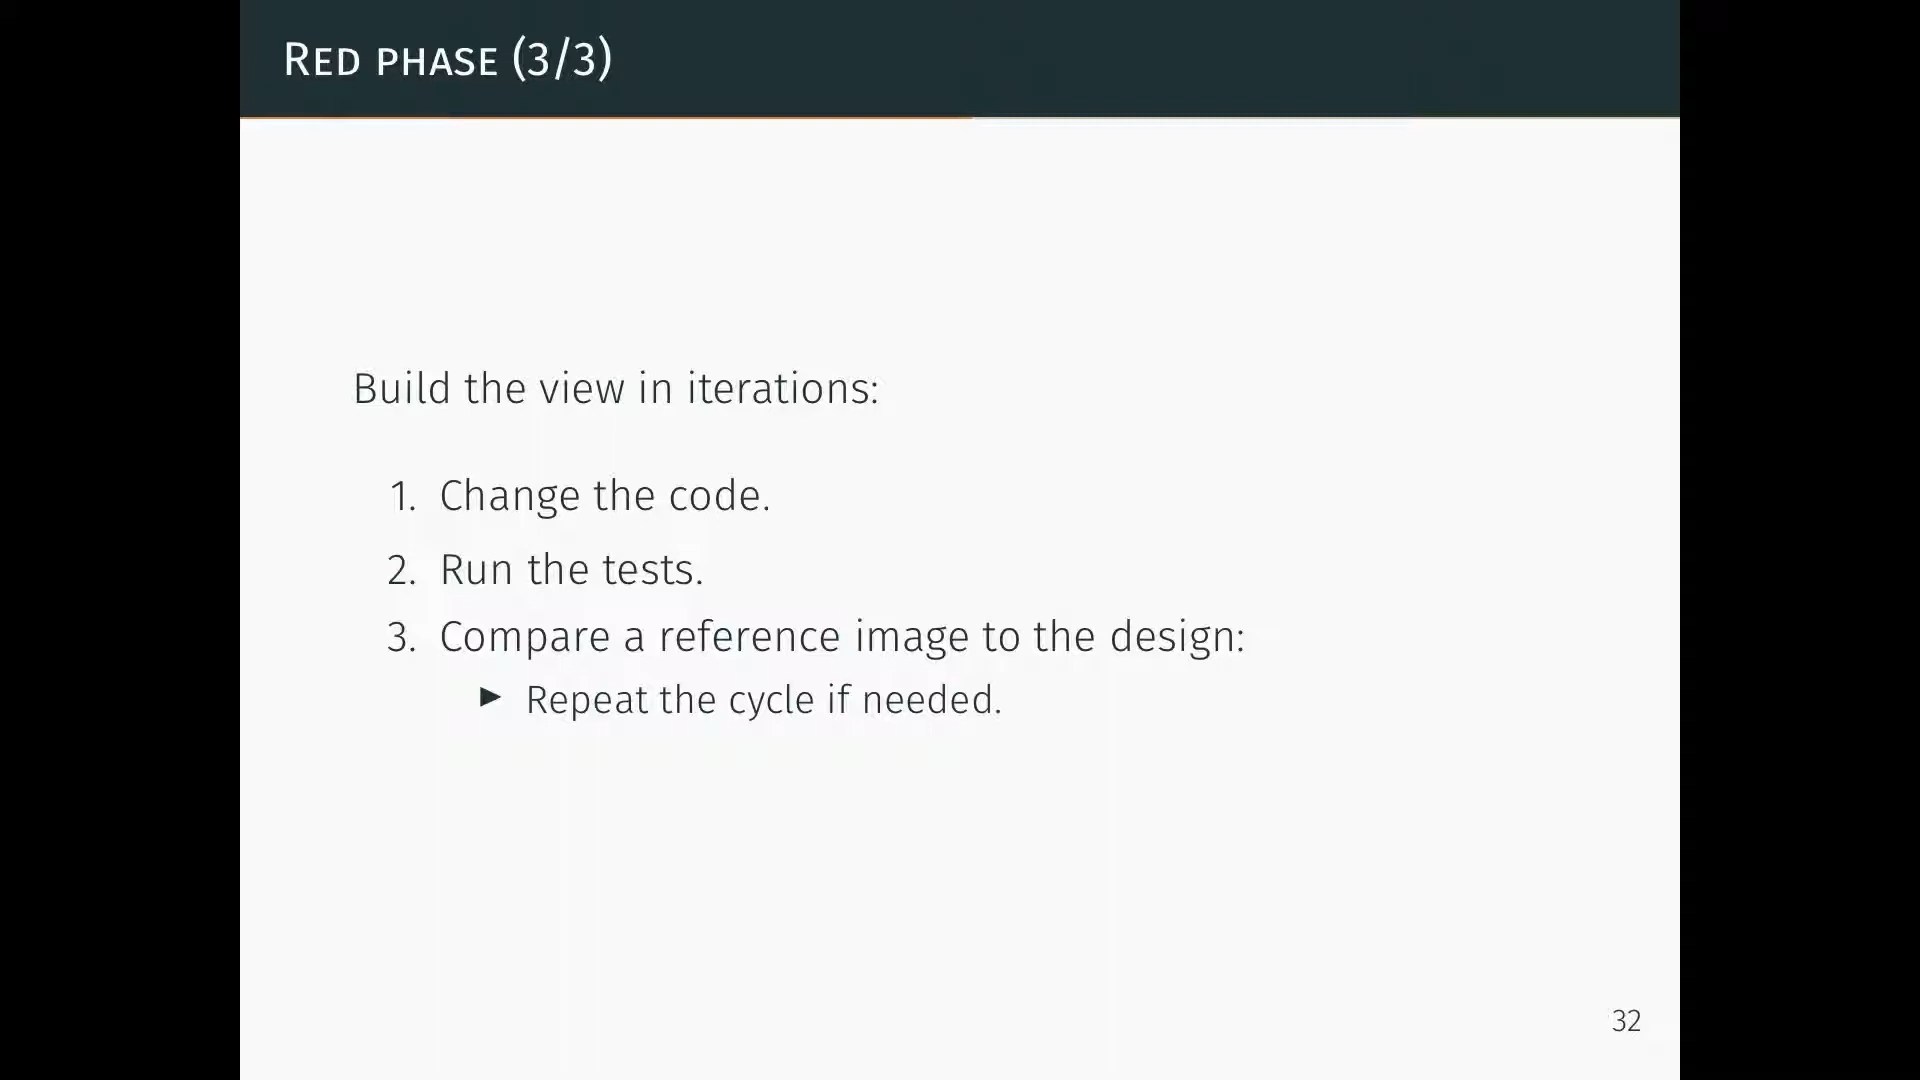 RED PHASE (3/3)
Build the view in iterations:
1. Change the code.
2. Run the tests.
3. Compare a reference image to the design:
▶ Repeat the cycle if needed.
32